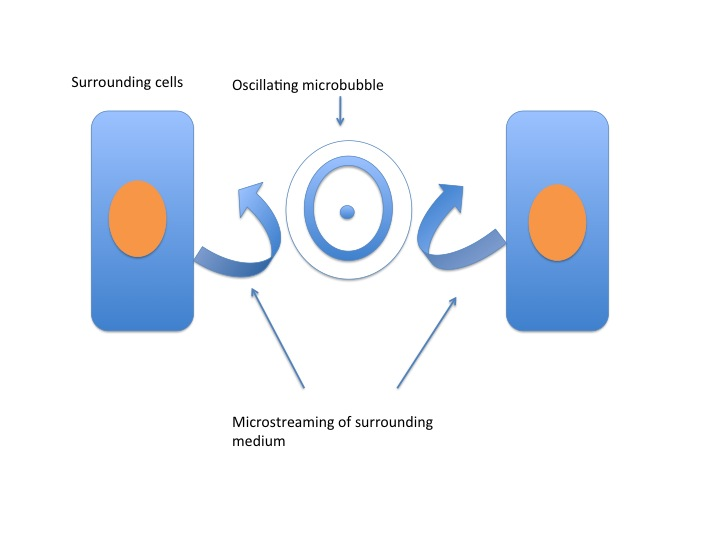 Surrounding cells
Oscillating microbubble
Microstreaming of surrounding
medium